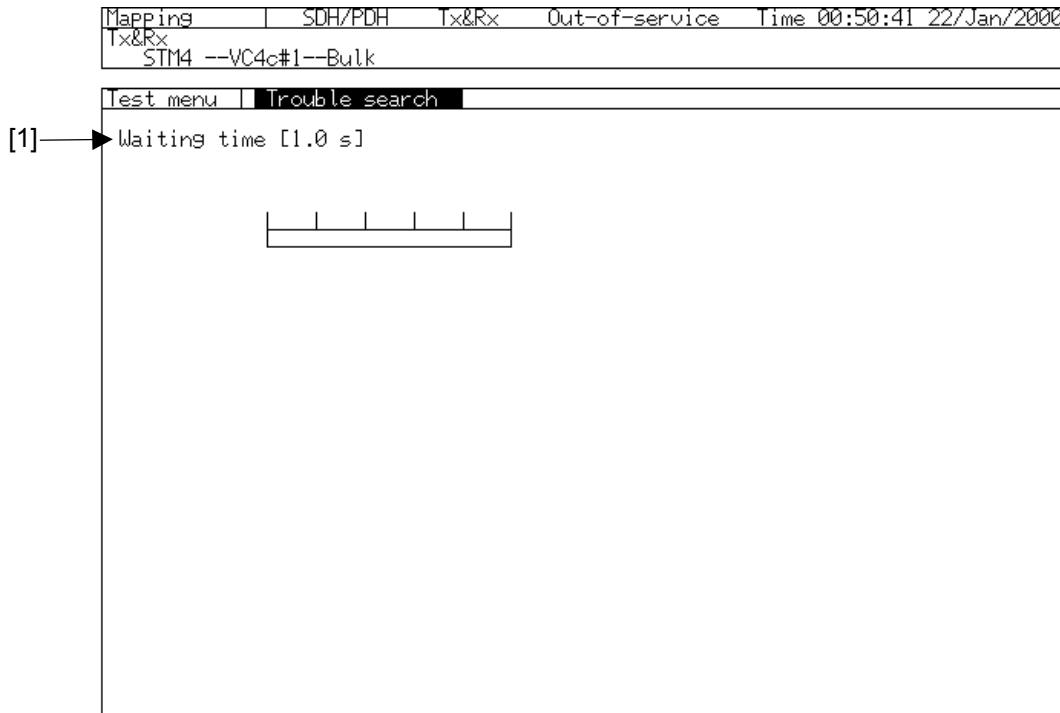 Mapping SDH/PDH Tx&Rx Out-of-service Time 00:50:41 22/Jan/2000
Tx&Rx
STM4 --VC4c#1--Bulk
Test menu Trouble search
[1] Waiting time [1.0 s]